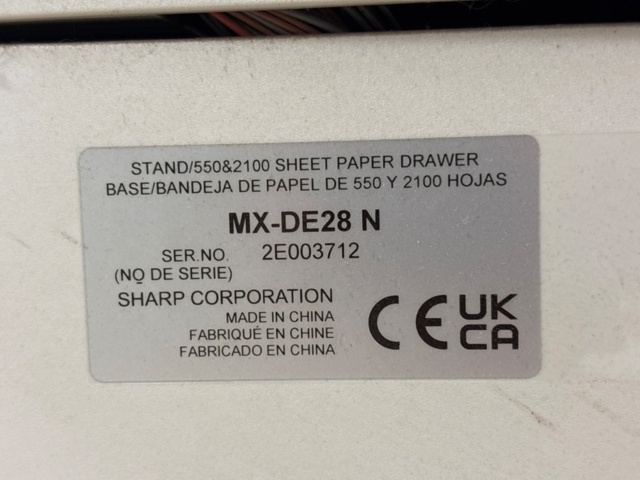 STAND/550&2100 SHEET PAPER DRAWER
BASE/BANDEJA DE PAPEL DE 550 Y 2100 HOJAS
MX-DE28 N
SER.NO. 2E003712
(NO DE SERIE)
SHARP CORPORATION
MADE IN CHINA
FABRIQUÉ EN CHINE
FABRICADO EN CHINA
CE UK
CA